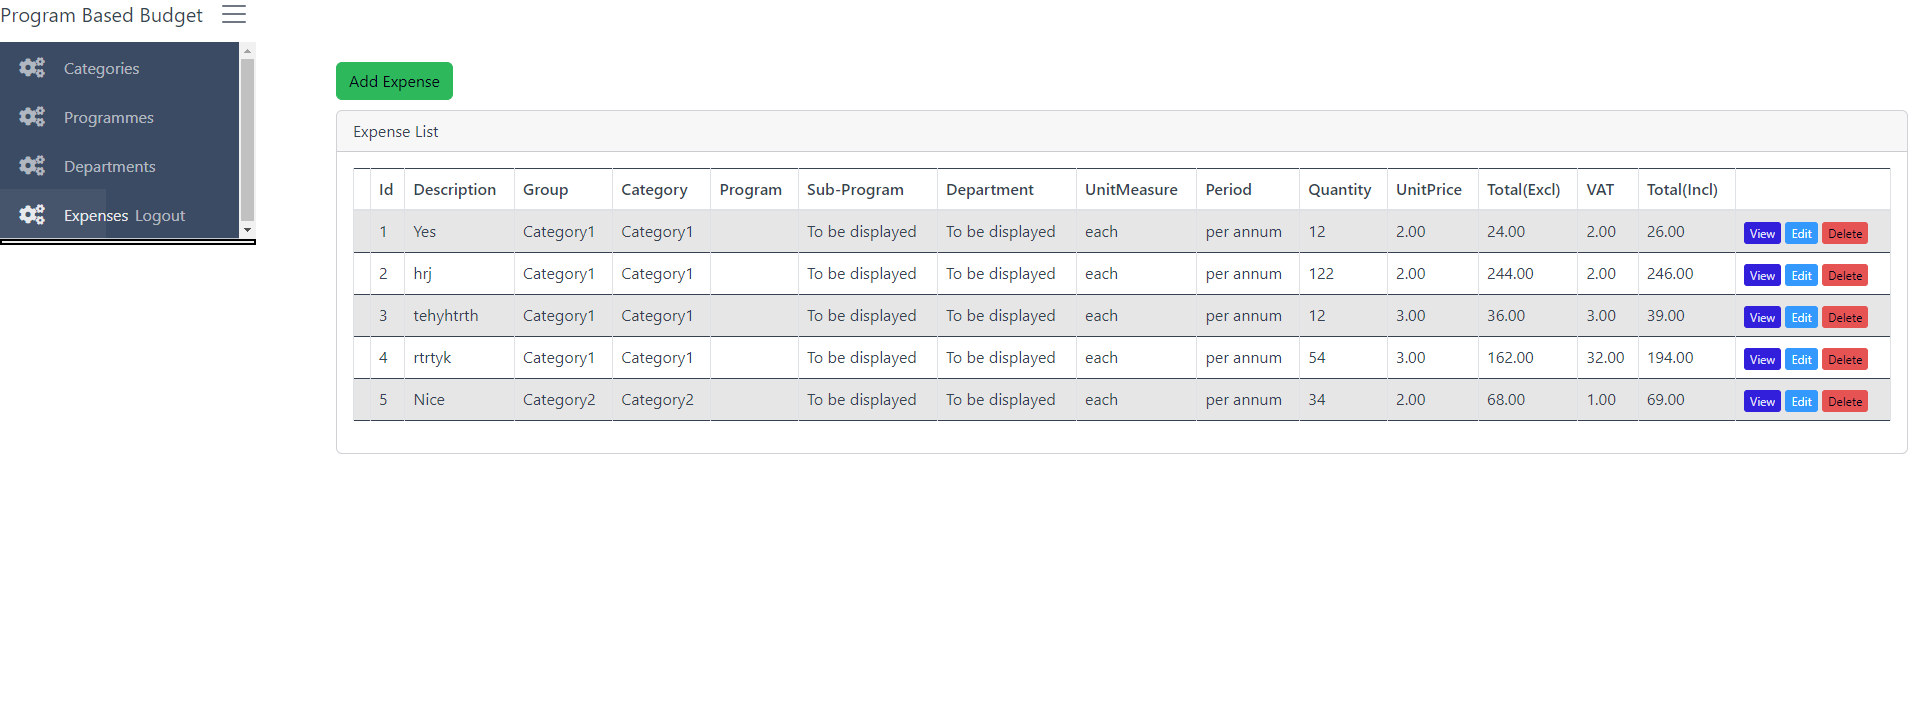 Program Based Budget
Categories
Programmes
Departments
Expenses Logout
Add Expense
Expense List
Id Description Group Category Program Sub-Program Department UnitMeasure Period Quantity UnitPrice Total(Excl) VAT Total(Incl)
1 Yes Category1 Category1 To be displayed To be displayed each per annum 12 2.00 24.00 2.00 26.00 View Edit Delete
2 hrj Category1 Category1 To be displayed To be displayed each per annum 122 2.00 244.00 2.00 246.00 View Edit Delete
3 tehyhtrth Category1 Category1 To be displayed To be displayed each per annum 12 3.00 36.00 3.00 39.00 View Edit Delete
4 rtrtyk Category1 Category1 To be displayed To be displayed each per annum 54 3.00 162.00 32.00 194.00 View Edit Delete
5 Nice Category2 Category2 To be displayed To be displayed each per annum 34 2.00 68.00 1.00 69.00 View Edit Delete